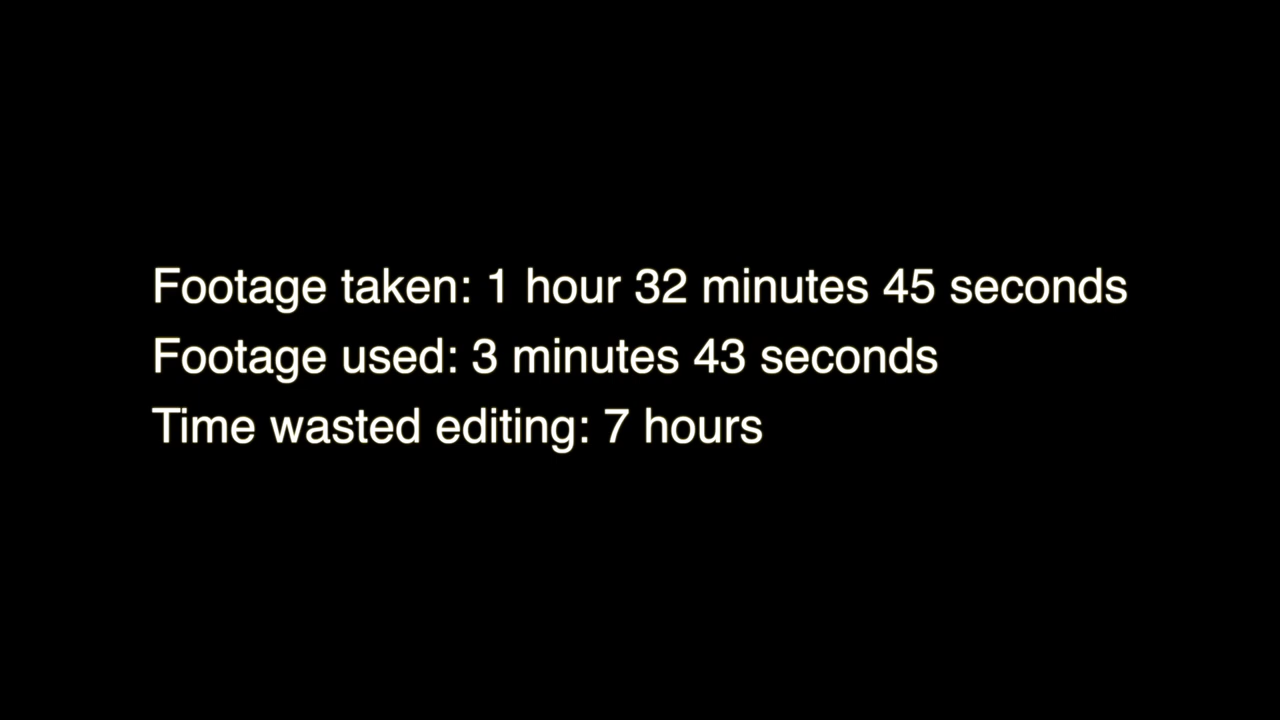 Footage taken: 1 hour 32 minutes 45 seconds
Footage used: 3 minutes 43 seconds
Time wasted editing: 7 hours